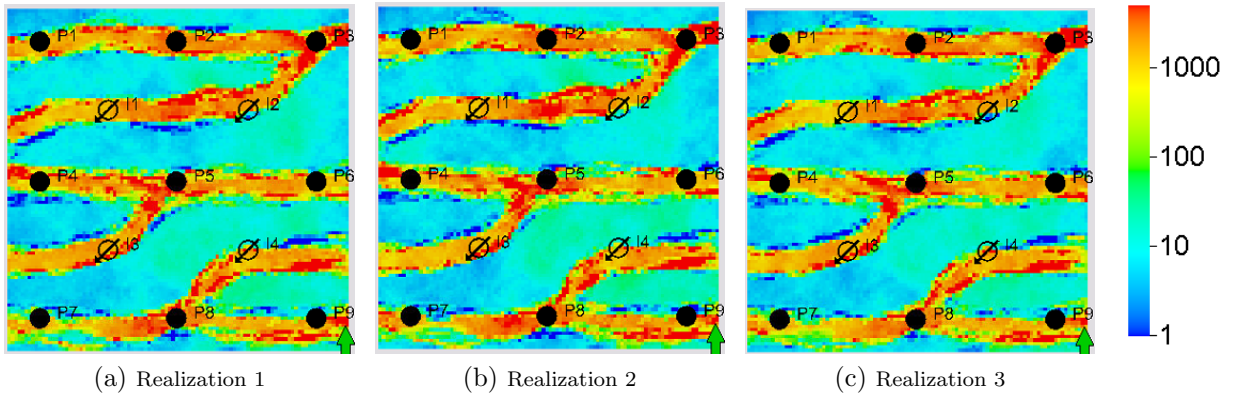 P1 P2 P3
I1 I2
P4 P5 P6
I3 I4
P7 P8 P9
P1 P2 P3
I1 I2
P4 P5 P6
I3 I4
P7 P8 P9
P1 P2 P3
I1 I2
P4 P5 P6
I3 I4
P7 P8 P9
1000
100
10
1
(a) Realization 1
(b) Realization 2
(c) Realization 3